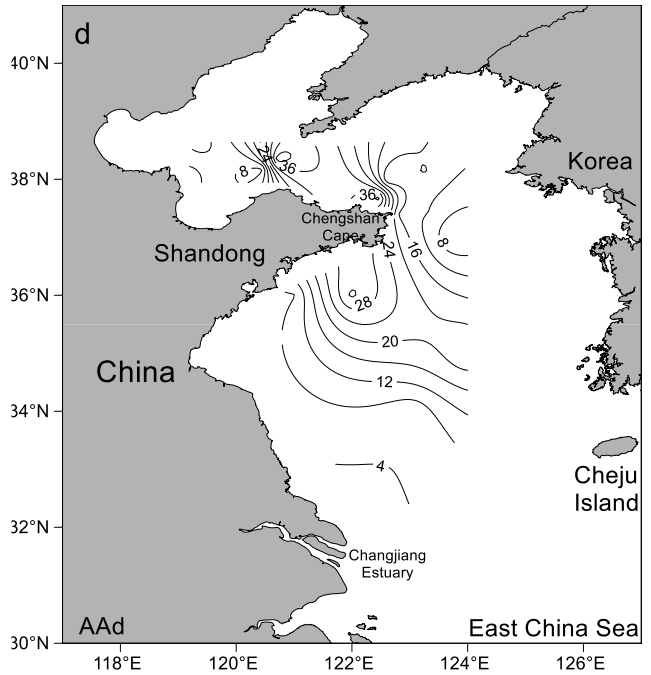 d
40°N
24
36
8
38°N
Korea
36
Chengshan
Cape
Shandong
24
16
8
36°N
28
20
China
12
34°N
4
Cheju
Island
32°N
Changjiang
Estuary
AAd
East China Sea
30°N
118°E
120°E
122°E
124°E
126°E